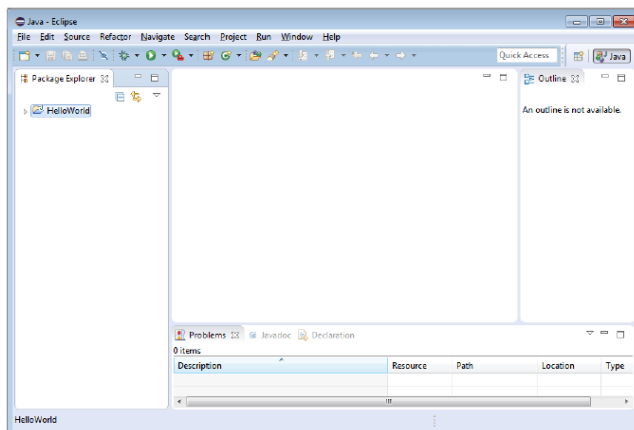 Java - Eclipse
File Edit Source Refactor Navigate Search Project Run Window Help
Quick Access Java
Package Explorer
Outline
HelloWorld
An outline is not available.
Problems Javadoc Declaration
0 items
Description Resource Path Location Type
HelloWorld